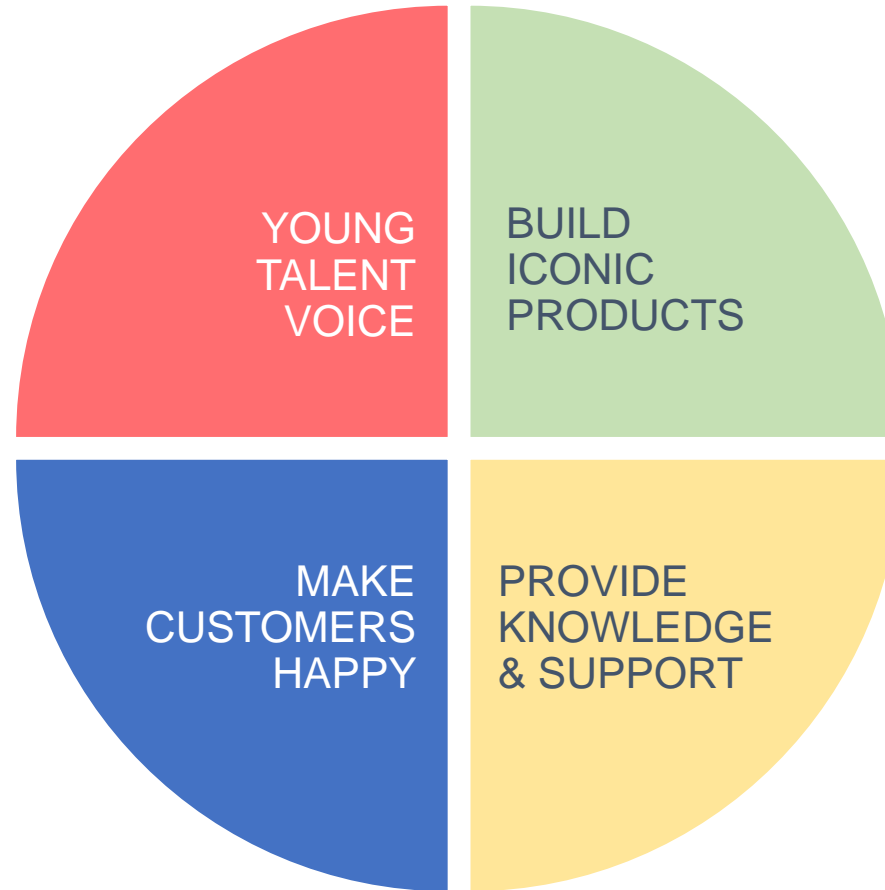 YOUNG
TALENT
VOICE
BUILD
ICONIC
PRODUCTS
MAKE
CUSTOMERS
HAPPY
PROVIDE
KNOWLEDGE
& SUPPORT